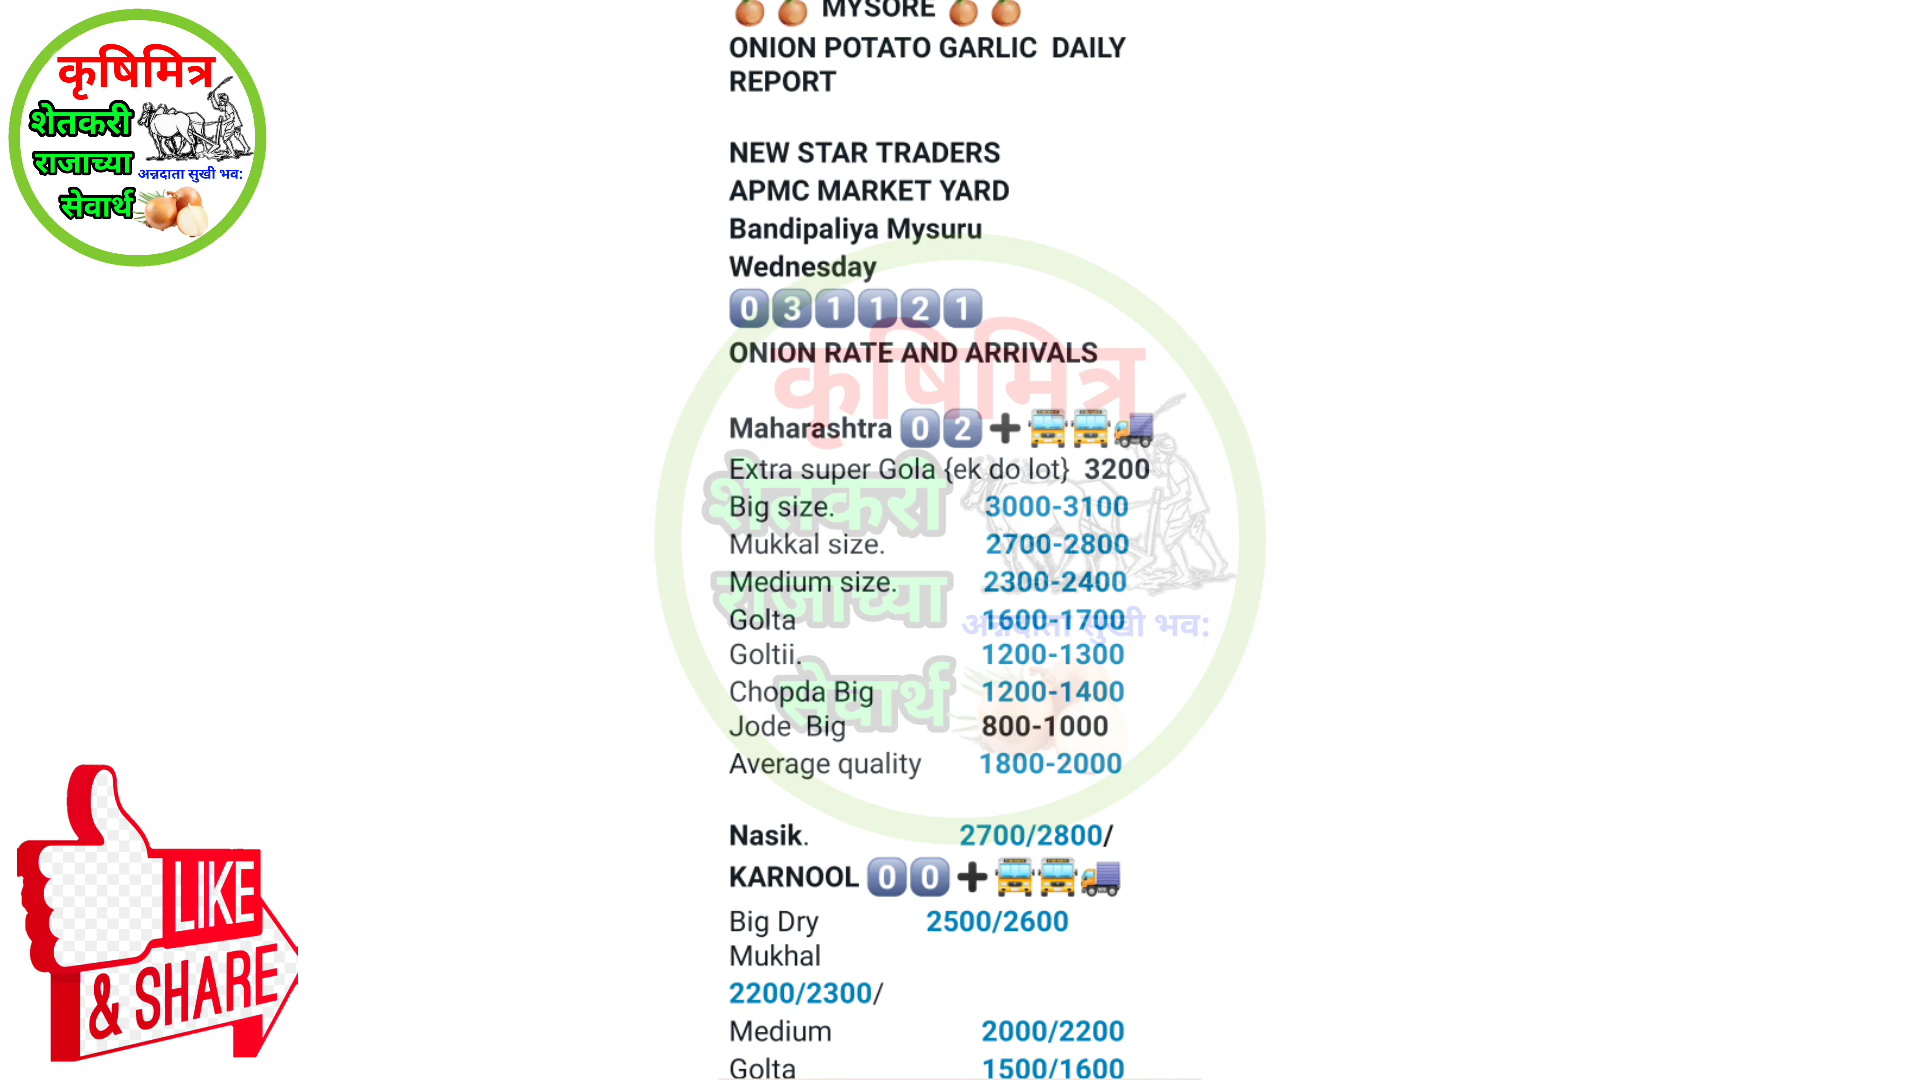 कृषिमित्र
शेतकरी
राजाच्या
अन्नदाता सुखी भव:
सेवार्थ
MYSORE
ONION POTATO GARLIC DAILY
REPORT
NEW STAR TRADERS
APMC MARKET YARD
Bandipaliya Mysuru
Wednesday
031121
ONION RATE AND ARRIVALS
Maharashtra 02➕
Extra super Gola {ek do lot} 3200
Big size. 3000-3100
Mukkal size. 2700-2800
Medium size. 2300-2400
Golta 1600-1700
Goltii. 1200-1300
Chopda Big 1200-1400
Jode Big 800-1000
Average quality 1800-2000
Nasik. 2700/2800/
KARNOOL 00➕
Big Dry 2500/2600
Mukhal
2200/2300/
Medium 2000/2200
Golta 1500/1600
कृषिमित्र
शेतकरी
राजाच्या
अन्नदाता सुखी भव:
सेवार्थ
LIKE
& SHARE